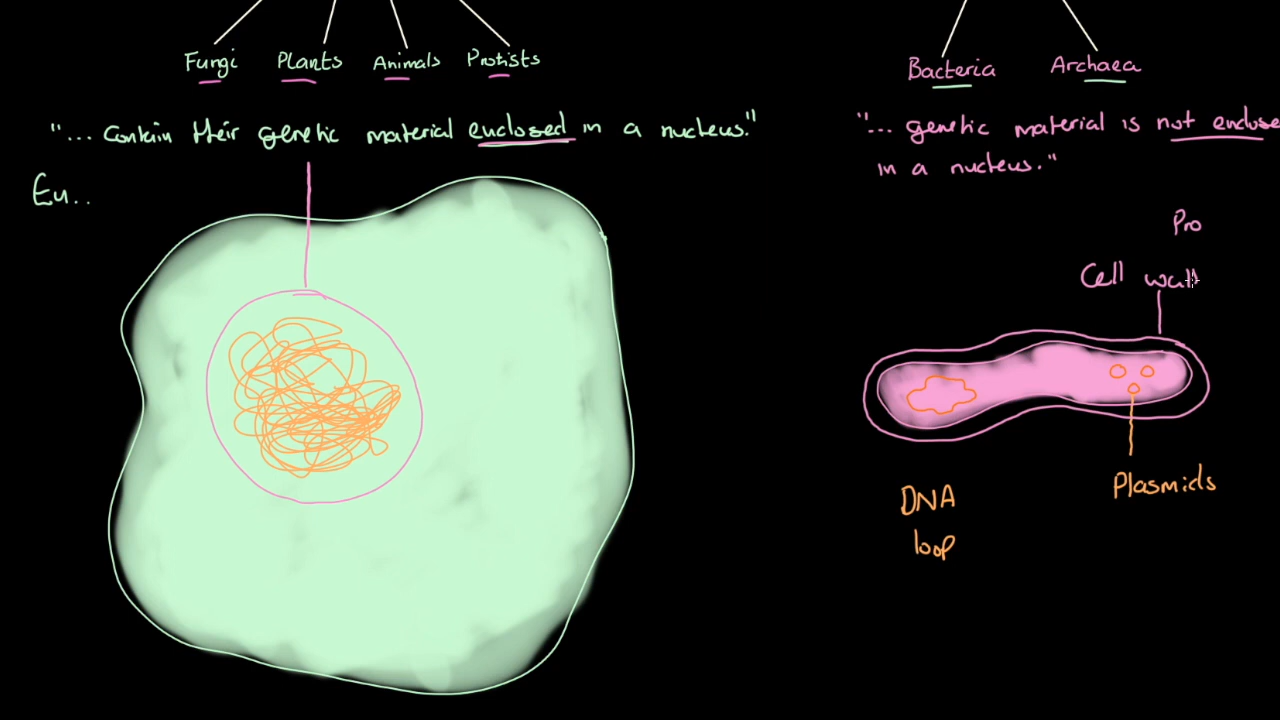 Fungi Plants Animals Protists
"... Contain their genetic material enclosed in a nucleus."
Eu..
Bacteria Archaea
"... genetic material is not enclose
in a nucleus."
Pro
Cell wall
Plasmids
DNA
loop